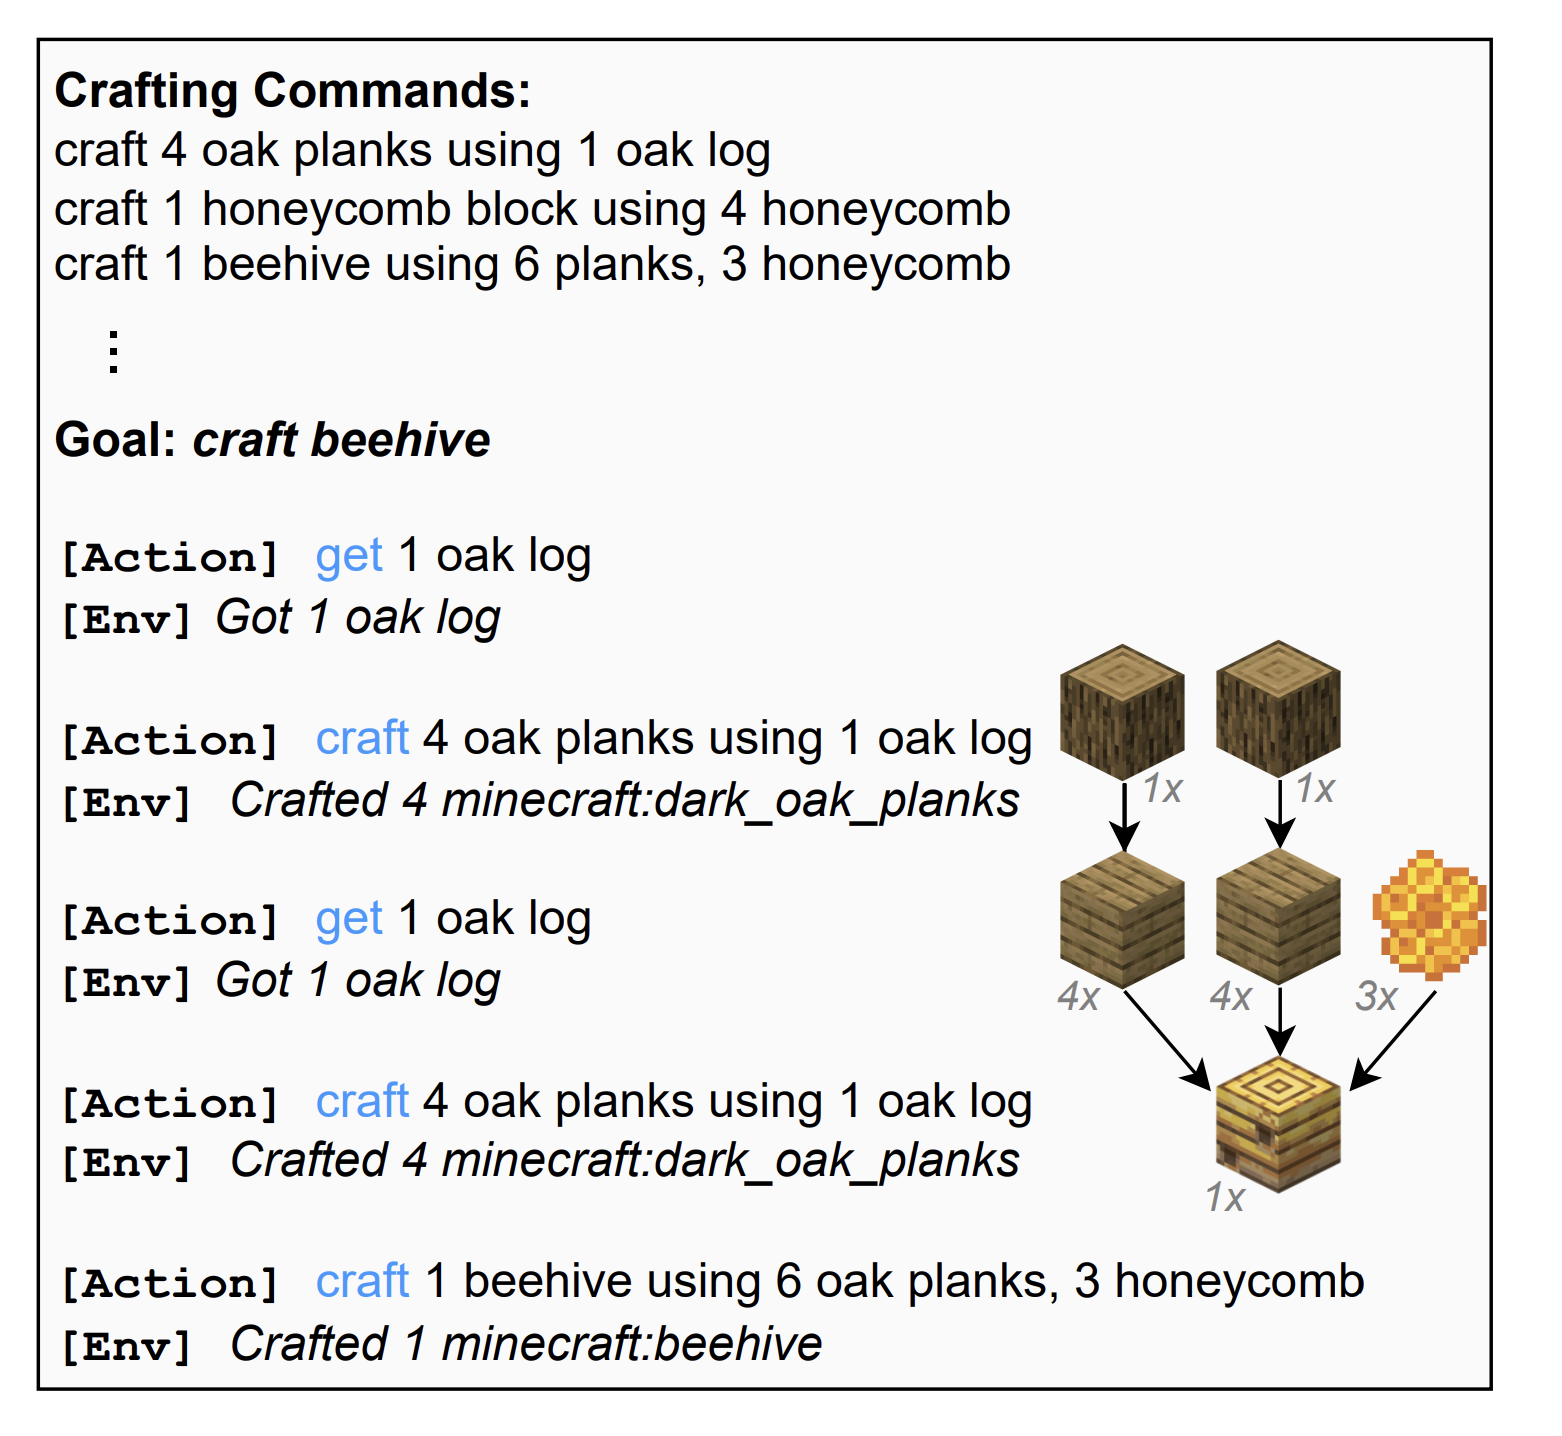 Crafting Commands:
craft 4 oak planks using 1 oak log
craft 1 honeycomb block using 4 honeycomb
craft 1 beehive using 6 planks, 3 honeycomb
⋮
Goal: craft beehive
[Action] get 1 oak log
[Env] Got 1 oak log
[Action] craft 4 oak planks using 1 oak log
[Env] Crafted 4 minecraft:dark_oak_planks
[Action] get 1 oak log
[Env] Got 1 oak log
[Action] craft 4 oak planks using 1 oak log
[Env] Crafted 4 minecraft:dark_oak_planks
[Action] craft 1 beehive using 6 oak planks, 3 honeycomb
[Env] Crafted 1 minecraft:beehive
1x 1x
4x 4x 3x
1x